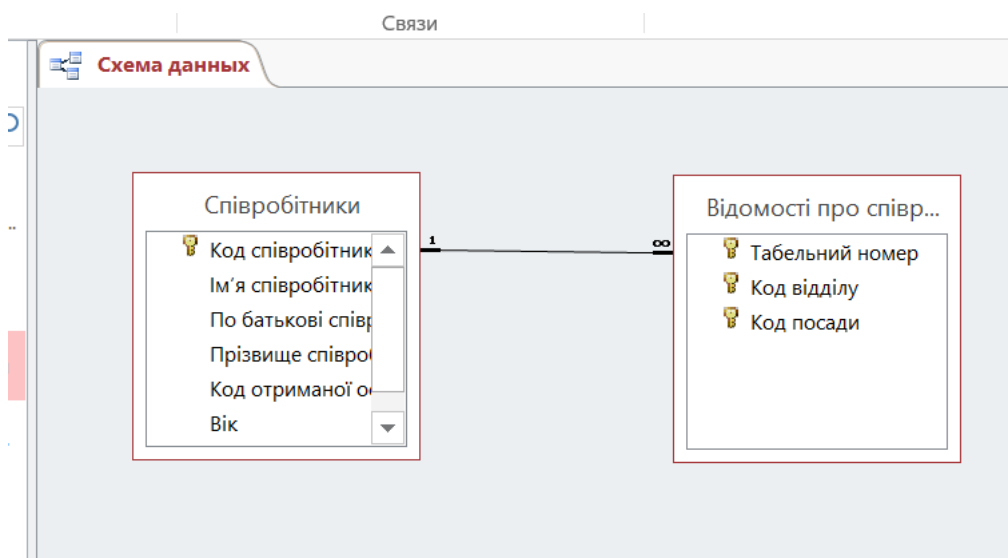 Связи
Схема данных
Співробітники
Код співробітник
Ім’я співробітник
По батькові співр
Прізвище співро
Код отриманої о
Вік
1
∞
Відомості про співр...
Табельний номер
Код відділу
Код посади